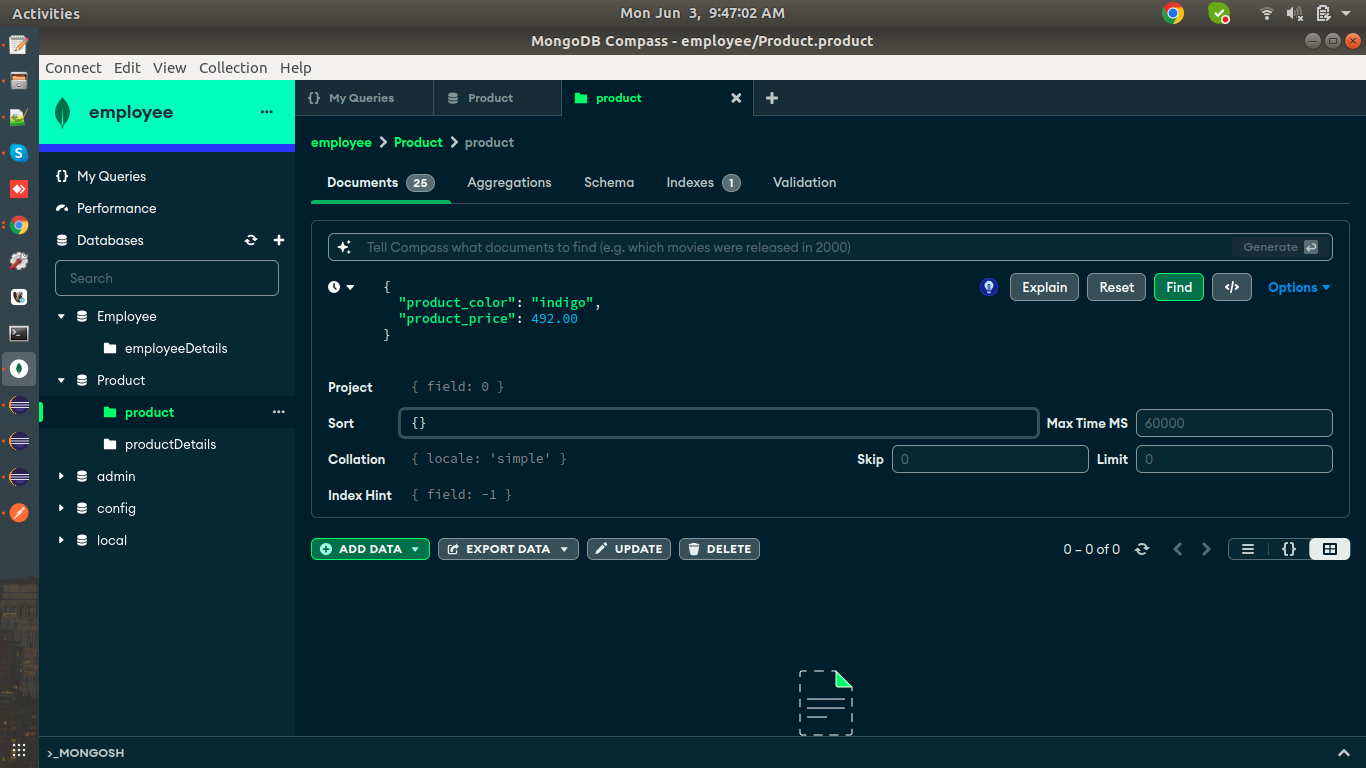 Activities
Mon Jun 3, 9:47:02 AM
MongoDB Compass - employee/Product.product
Connect Edit View Collection Help
employee
My Queries
Performance
Databases
Search
Employee
employeeDetails
Product
product
productDetails
admin
config
local
{} My Queries
Product
product
employee > Product > product
Documents 25
Aggregations
Schema
Indexes 1
Validation
Tell Compass what documents to find (e.g. which movies were released in 2000)
Generate
{
"product_color": "indigo",
"product_price": 492.00
}
Explain
Reset
Find
</>
Options
Project { field: 0 }
Sort {}
Max Time MS 60000
Collation { locale: 'simple' }
Skip 0
Limit 0
Index Hint { field: -1 }
ADD DATA
EXPORT DATA
UPDATE
DELETE
0 – 0 of 0
{}
>_MONGOSH